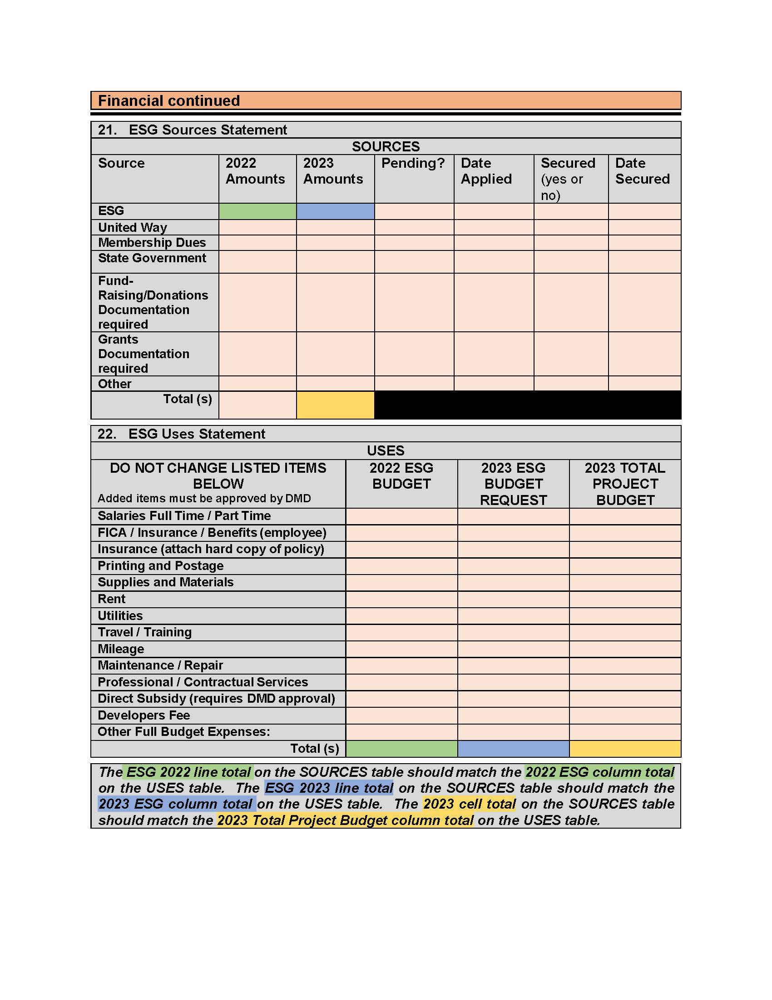 Financial continued
21. ESG Sources Statement
SOURCES
Source
2022
Amounts
2023
Amounts
Pending?
Date
Applied
Secured
(yes or
no)
Date
Secured
ESG
United Way
Membership Dues
State Government
Fund-
Raising/Donations
Documentation
required
Grants
Documentation
required
Other
Total (s)
22. ESG Uses Statement
USES
DO NOT CHANGE LISTED ITEMS
BELOW
Added items must be approved by DMD
2022 ESG
BUDGET
2023 ESG
BUDGET
REQUEST
2023 TOTAL
PROJECT
BUDGET
Salaries Full Time / Part Time
FICA / Insurance / Benefits (employee)
Insurance (attach hard copy of policy)
Printing and Postage
Supplies and Materials
Rent
Utilities
Travel / Training
Mileage
Maintenance / Repair
Professional / Contractual Services
Direct Subsidy (requires DMD approval)
Developers Fee
Other Full Budget Expenses:
Total (s)
The ESG 2022 line total on the SOURCES table should match the 2022 ESG column total
on the USES table. The ESG 2023 line total on the SOURCES table should match the
2023 ESG column total on the USES table. The 2023 cell total on the SOURCES table
should match the 2023 Total Project Budget column total on the USES table.